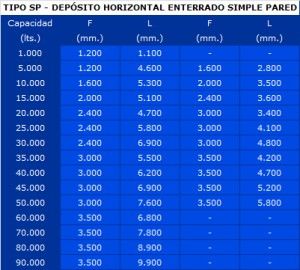 TIPO SP - DEPÓSITO HORIZONTAL ENTERRADO SIMPLE PARED
Capacidad F L F L
(lts.) (mm.) (mm.) (mm.) (mm.)
1.000 1.200 1.100 - -
5.000 1.200 4.600 1.600 2.800
10.000 1.600 5.300 2.000 3.500
15.000 2.000 5.100 2.400 3.600
20.000 2.400 4.700 3.000 3.400
25.000 2.400 5.800 3.000 4.100
30.000 2.400 6.900 3.000 4.800
35.000 3.000 5.500 3.500 4.200
40.000 3.000 6.200 3.500 4.700
45.000 3.000 6.900 3.500 5.200
50.000 3.000 7.600 3.500 5.800
60.000 3.500 6.800 - -
70.000 3.500 7.800 - -
80.000 3.500 8.900 - -
90.000 3.500 9.900 - -